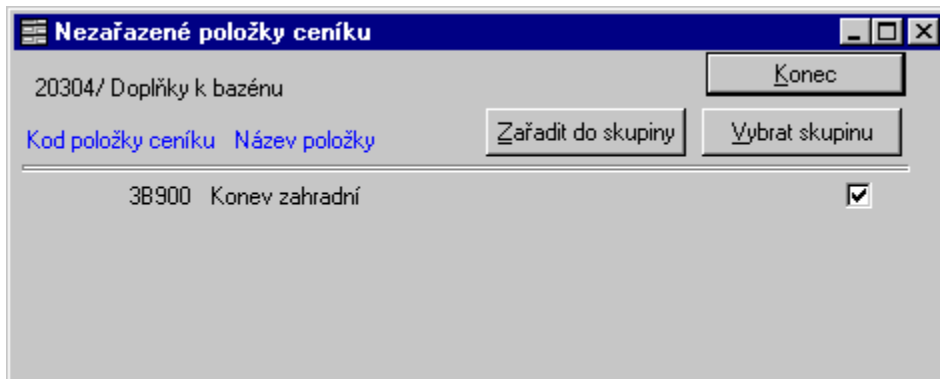 Nezařazené položky ceníku
20304/ Doplňky k bazénu
Konec
Kod položky ceníku Název položky
Zařadit do skupiny
Vybrat skupinu
3B900 Konev zahradní